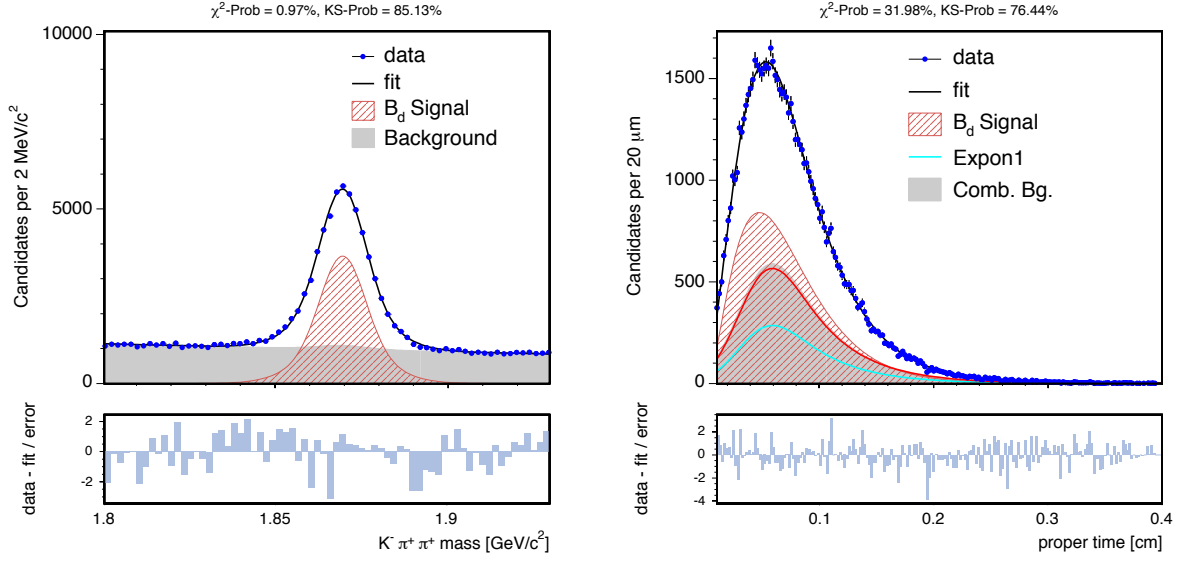 χ²-Prob = 0.97%, KS-Prob = 85.13%
10000
5000
0
Candidates per 2 MeV/c²
data
fit
B_d Signal
Background
2
0
-2
data - fit / error
1.8
1.85
1.9
K⁻ π⁺ π⁺ mass [GeV/c²]
χ²-Prob = 31.98%, KS-Prob = 76.44%
1500
1000
500
0
Candidates per 20 μm
data
fit
B_d Signal
Expon1
Comb. Bg.
2
0
-2
-4
data - fit / error
0.1
0.2
0.3
0.4
proper time [cm]